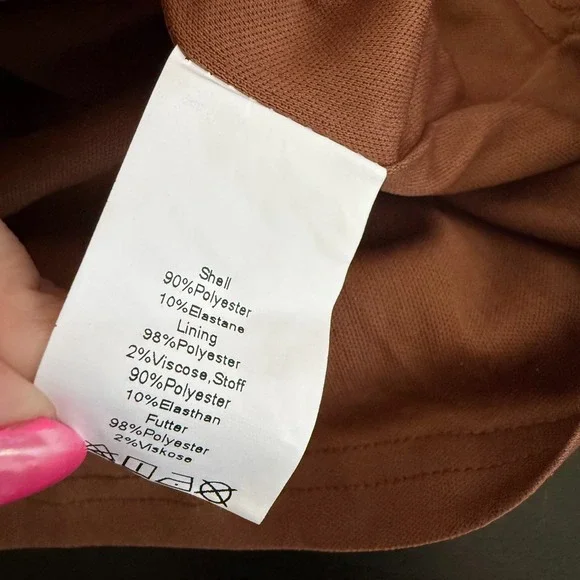 Shell
90%Polyester
10%Elastane
Lining
98%Polyester
2%Viscose,Stoff
90%Polyester
10%Elasthan
Futter
98%Polyester
2%Viskose